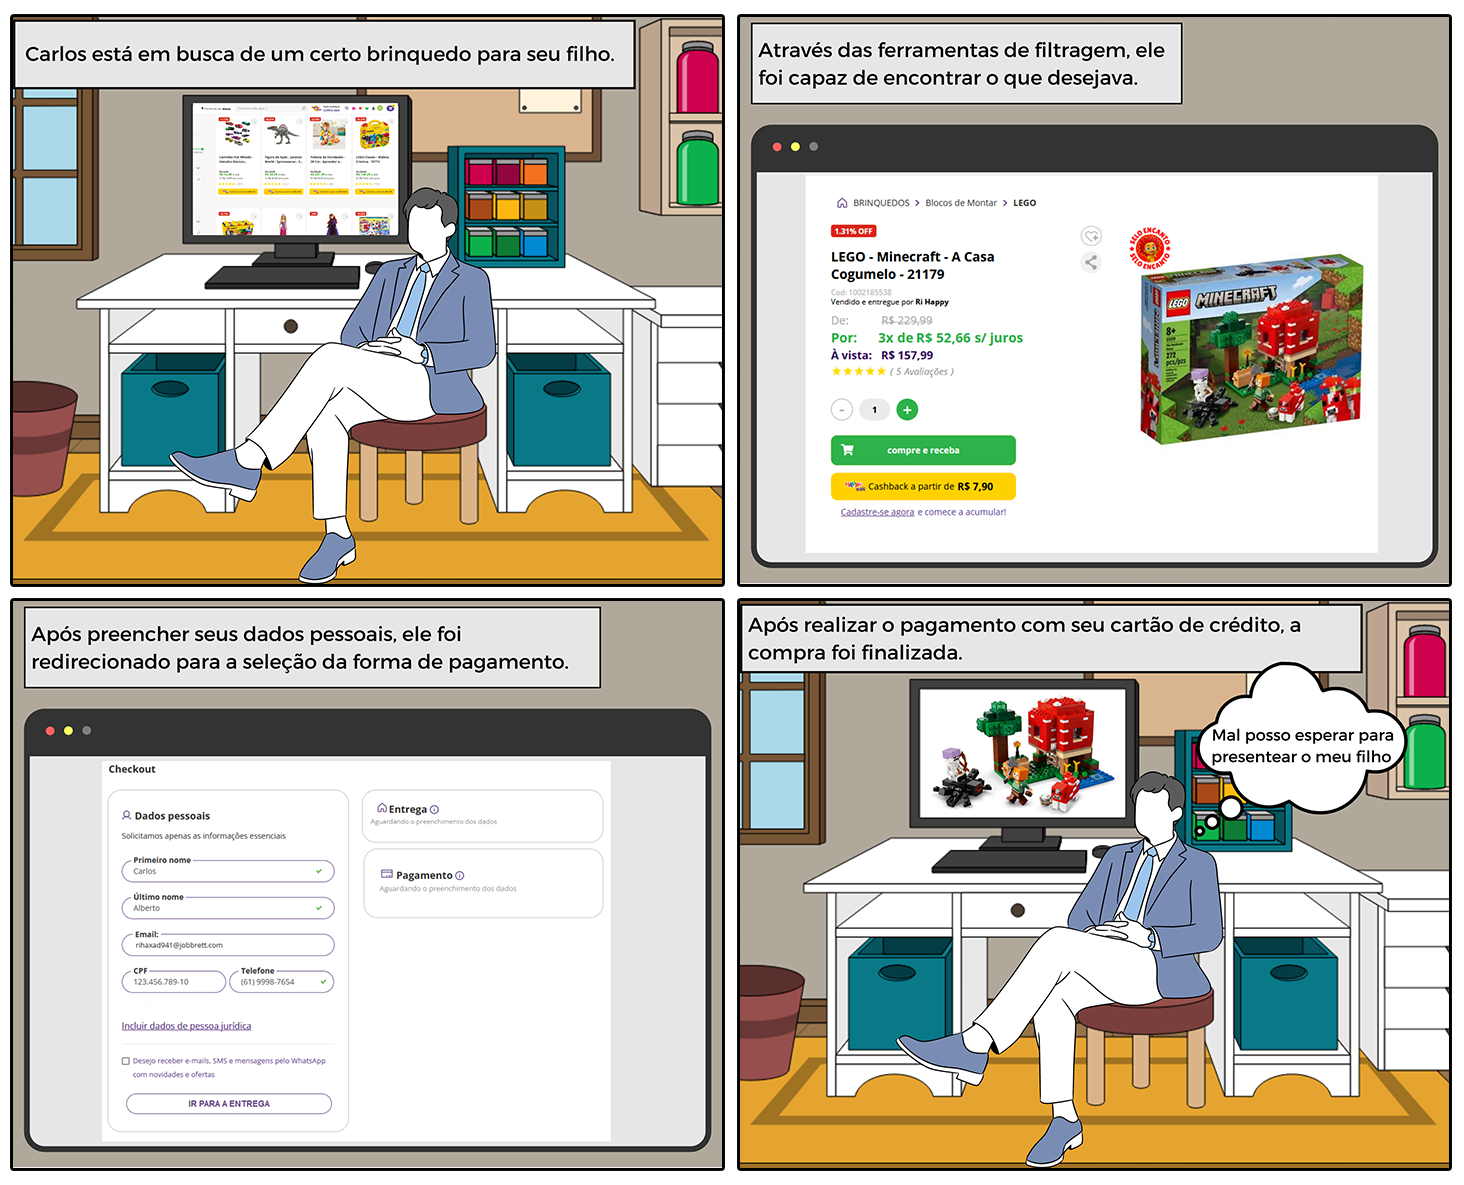 Carlos está em busca de um certo brinquedo para seu filho.
Através das ferramentas de filtragem, ele
foi capaz de encontrar o que desejava.
BRINQUEDOS > Blocos de Montar > LEGO
1.31% OFF
LEGO - Minecraft - A Casa
Cogumelo - 21179
Cod: 1002185538
Vendido e entregue por Ri Happy
De: R$ 229,99
Por: 3x de R$ 52,66 s/ juros
À vista: R$ 157,99
( 5 Avaliações )
- 1 +
compre e receba
Cashback a partir de R$ 7,90
Cadastre-se agora e comece a acumular!
SELO ENCANTO
SELO ENCANTO
LEGO MINECRAFT
8+
21179
272
pcs/pzs
Após preencher seus dados pessoais, ele foi
redirecionado para a seleção da forma de pagamento.
Checkout
Dados pessoais
Solicitamos apenas as informações essenciais
Primeiro nome
Carlos
Último nome
Alberto
Email:
rihaxad941@jobbrett.com
CPF Telefone
123.456.789-10 (61) 9998-7654
Incluir dados de pessoa jurídica
Desejo receber e-mails, SMS e mensagens pelo WhatsApp
com novidades e ofertas
IR PARA A ENTREGA
Entrega
Aguardando o preenchimento dos dados
Pagamento
Aguardando o preenchimento dos dados
Após realizar o pagamento com seu cartão de crédito, a
compra foi finalizada.
Mal posso esperar para
presentear o meu filho